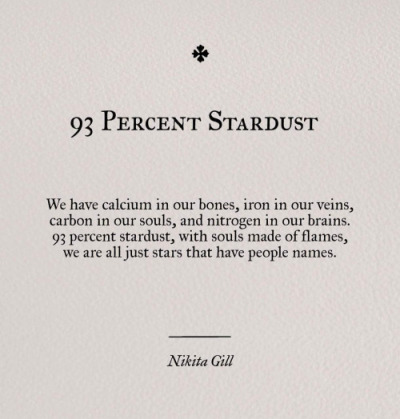 93 Percent Stardust
We have calcium in our bones, iron in our veins,
carbon in our souls, and nitrogen in our brains.
93 percent stardust, with souls made of flames,
we are all just stars that have people names.
Nikita Gill